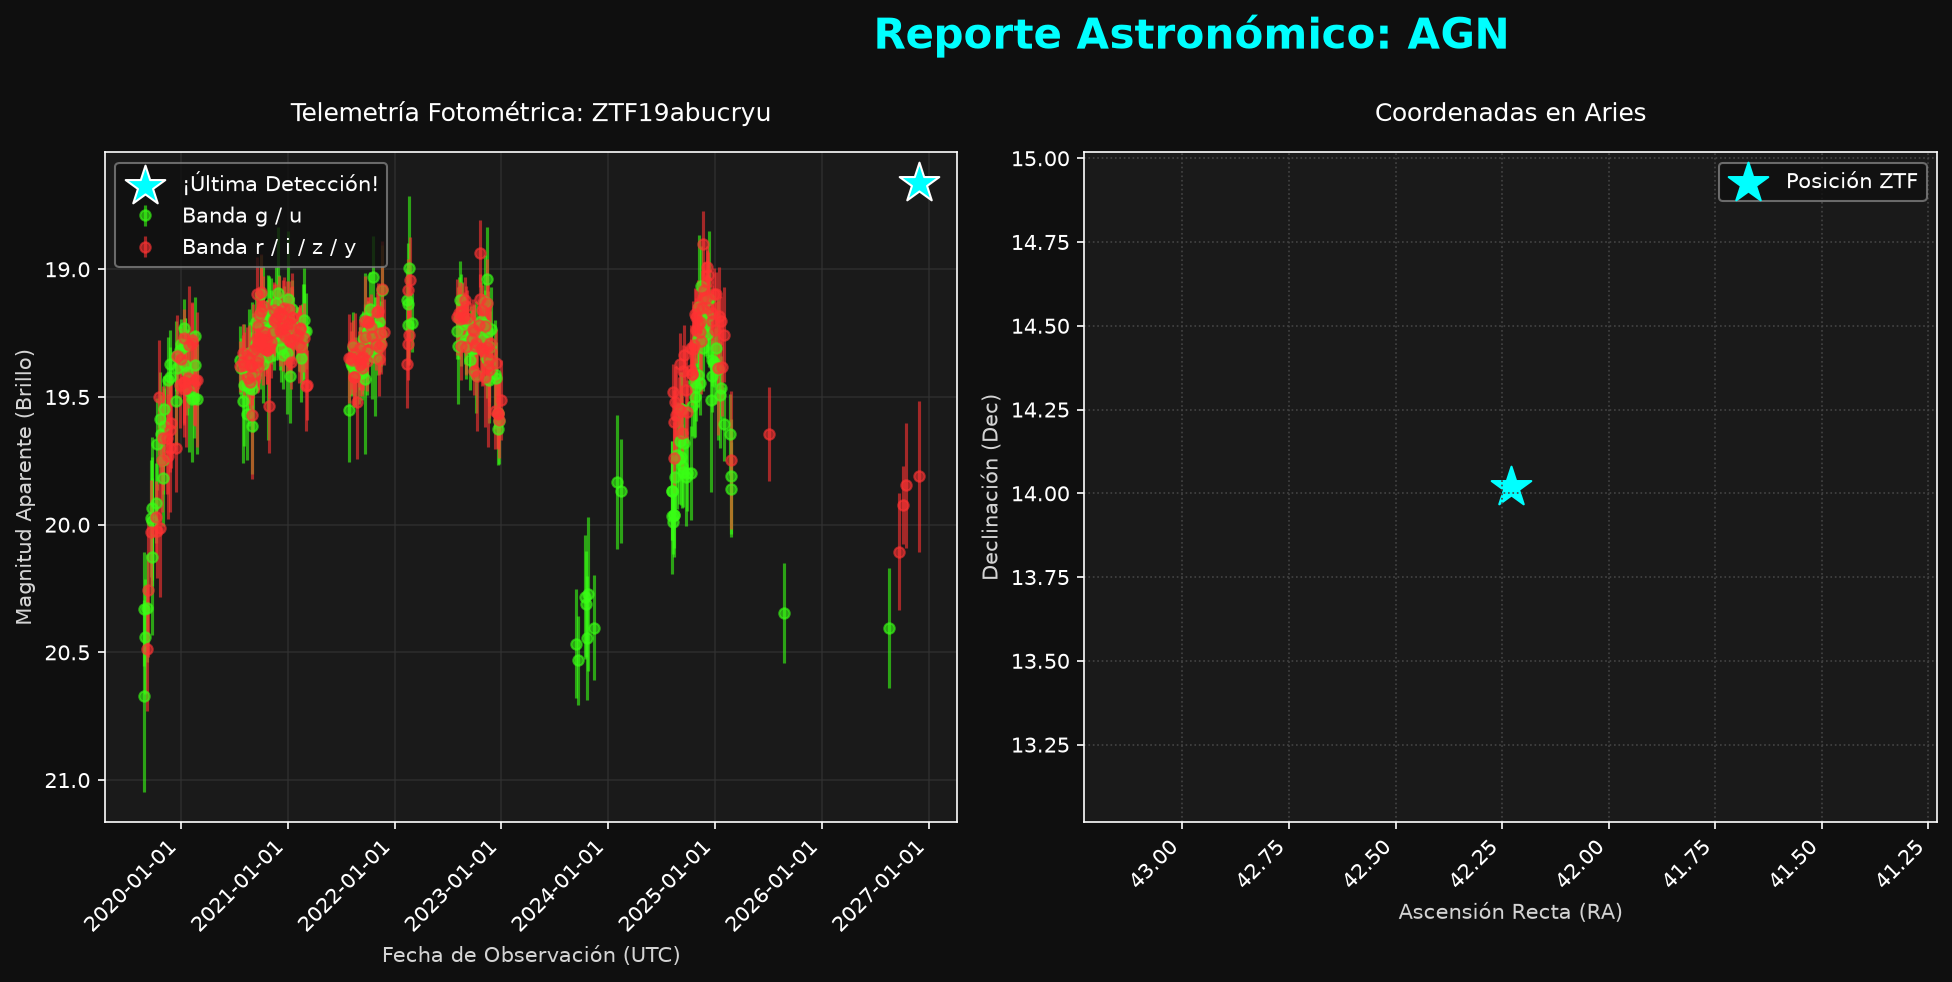 Reporte Astronómico: AGN
Telemetría Fotométrica: ZTF19abucryu
¡Última Detección!
Banda g / u
Banda r / i / z / y
Magnitud Aparente (Brillo)
19.0
19.5
20.0
20.5
21.0
2020-01-01
2021-01-01
2022-01-01
2023-01-01
2024-01-01
2025-01-01
2026-01-01
2027-01-01
Fecha de Observación (UTC)
Coordenadas en Aries
Posición ZTF
Declinación (Dec)
15.00
14.75
14.50
14.25
14.00
13.75
13.50
13.25
43.00
42.75
42.50
42.25
42.00
41.75
41.50
41.25
Ascensión Recta (RA)